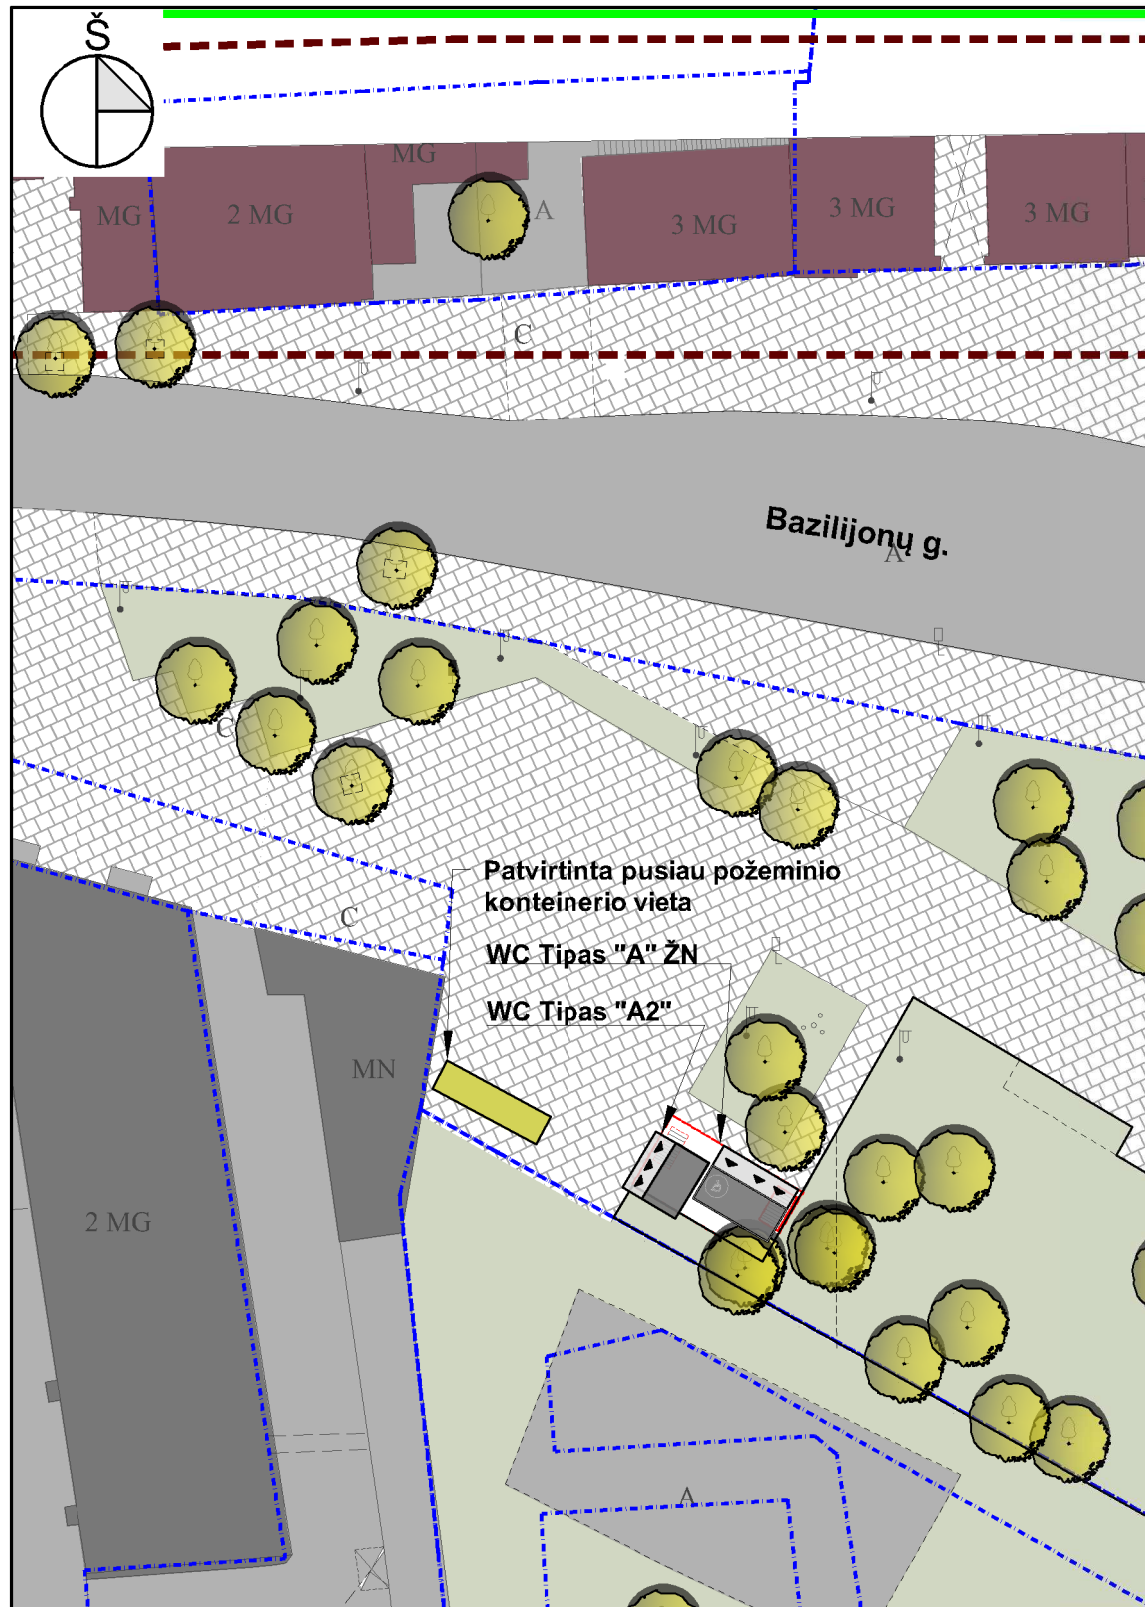 Š
MG
MG
2 MG
A
3 MG
3 MG
3 MG
C
Bazilijonų g.
A
C
Patvirtinta pusiau požeminio
konteinerio vieta
C
WC Tipas "A" ŽN
WC Tipas "A2"
MN
2 MG
A